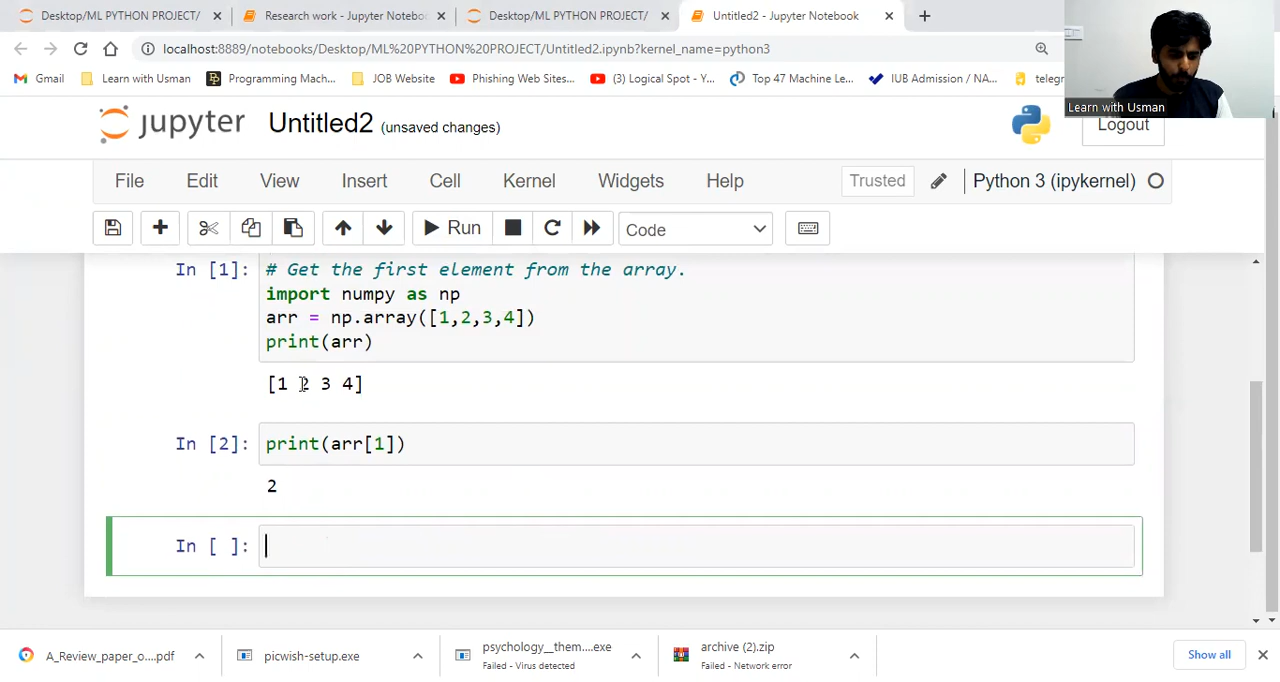 Desktop/ML PYTHON PROJECT/
Research work - Jupyter Noteboo
Desktop/ML PYTHON PROJECT/
Untitled2 - Jupyter Notebook
localhost:8889/notebooks/Desktop/ML%20PYTHON%20PROJECT/Untitled2.ipynb?kernel_name=python3
Gmail
Learn with Usman
Programming Mach...
JOB Website
Phishing Web Sites...
(3) Logical Spot - Y...
Top 47 Machine Le...
IUB Admission / NA...
telegr
Learn with Usman
jupyter
Untitled2 (unsaved changes)
Logout
File
Edit
View
Insert
Cell
Kernel
Widgets
Help
Trusted
Python 3 (ipykernel)
Run
Code
In [1]:
# Get the first element from the array.
import numpy as np
arr = np.array([1,2,3,4])
print(arr)
[1 2 3 4]
In [2]:
print(arr[1])
2
In [ ]:
A_Review_paper_o....pdf
picwish-setup.exe
psychology__them....exe
Failed - Virus detected
archive (2).zip
Failed - Network error
Show all